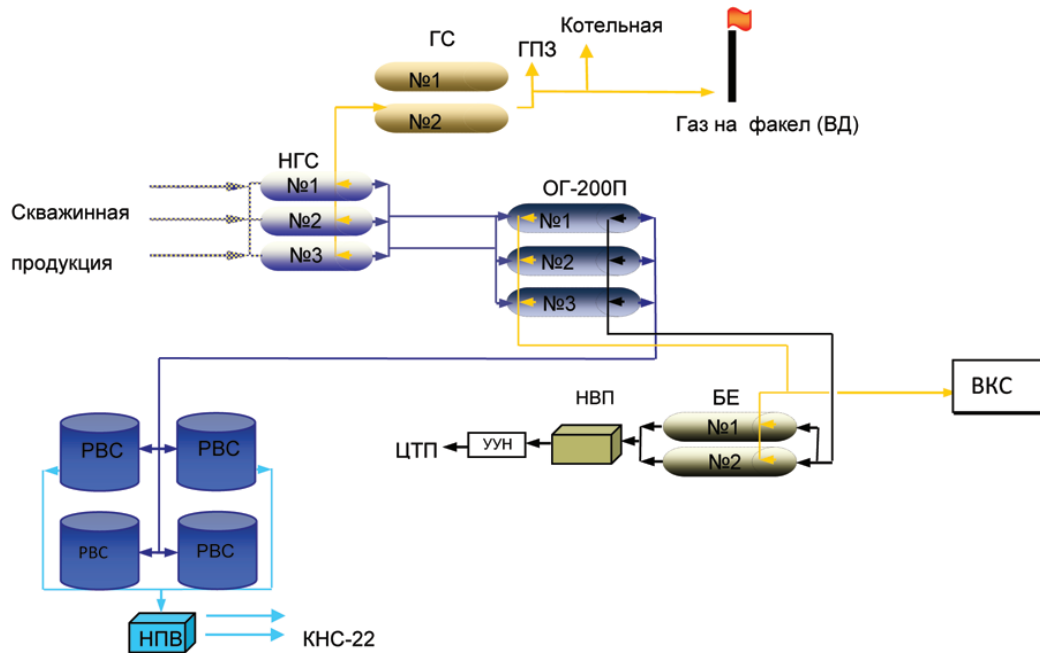 Котельная
ГС
ГПЗ
№1
№2
Газ на факел (ВД)
НГС
№1
№2
№3
Скважинная
продукция
ОГ-200П
№1
№2
№3
ВКС
НВП
БЕ
№1
№2
ЦТП
УУН
РВС
РВС
РВС
РВС
НПВ
КНС-22